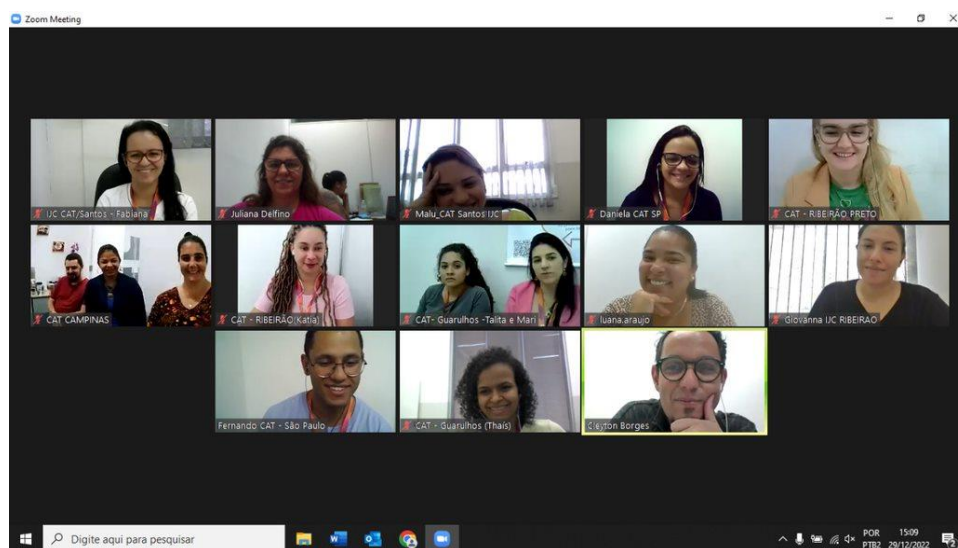 Zoom Meeting
IJC CAT/Santos - Fabiana
Juliana Delfino
Malu_CAT Santos IJC
Daniela CAT SP
CAT - RIBEIRÃO PRETO
CAT CAMPINAS
CAT - RIBEIRÃO (Katia)
CAT- Guarulhos -Talita e Mari
luana.araujo
Giovanna IJC RIBEIRAO
Fernando CAT - São Paulo
CAT - Guarulhos (Thaís)
Cleyton Borges
Digite aqui para pesquisar
POR
PTB2
15:09
29/12/2022
2